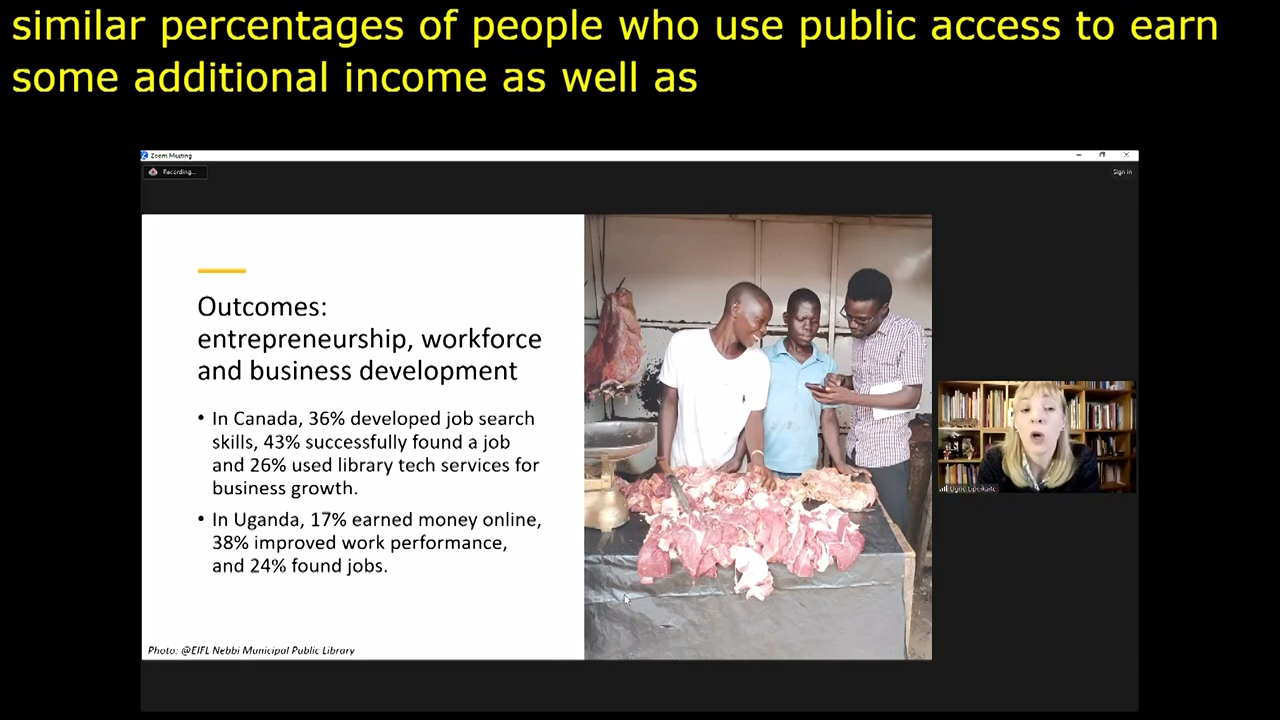 similar percentages of people who use public access to earn
some additional income as well as
Zoom Meeting
Recording...
Sign in
Outcomes:
entrepreneurship, workforce
and business development
• In Canada, 36% developed job search
skills, 43% successfully found a job
and 26% used library tech services for
business growth.
• In Uganda, 17% earned money online,
38% improved work performance,
and 24% found jobs.
Photo: @EIFL Nebbi Municipal Public Library